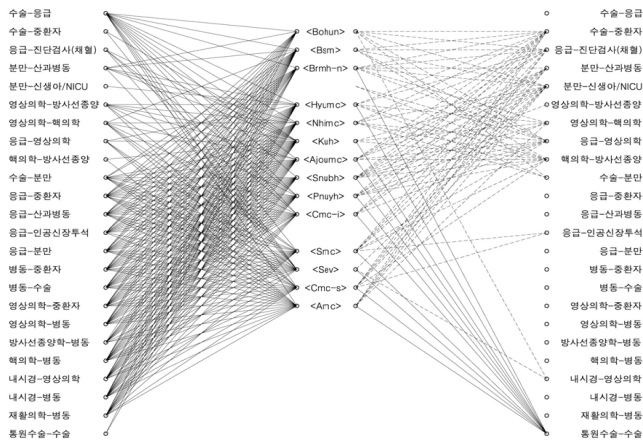 수술-응급
수술-중환자
응급-진단검사(채혈)
분만-산과병동
분만-신생아/NICU
영상의학-방사선종양
영상의학-핵의학
응급-영상의학
핵의학-방사선종양
수술-분만
응급-중환자
응급-산과병동
응급-인공신장투석
응급-분만
병동-중환자
병동-수술
영상의학-중환자
영상의학-병동
방사선종양학-병동
핵의학-병동
내시경-영상의학
내시경-병동
재활의학-병동
통원수술-수술
<Bohun>
<Bsm>
<Brmh-n>
<Hyumc>
<Nhimc>
<Kuh>
<Ajoumc>
<Snubh>
<Pnuyh>
<Cmc-i>
<Smc>
<Sev>
<Cmc-s>
<Amc>
수술-응급
수술-중환자
응급-진단검사(채혈)
분만-산과병동
분만-신생아/NICU
영상의학-방사선종양
영상의학-핵의학
응급-영상의학
핵의학-방사선종양
수술-분만
응급-중환자
응급-산과병동
응급-인공신장투석
응급-분만
병동-중환자
병동-수술
영상의학-중환자
영상의학-병동
방사선종양학-병동
핵의학-병동
내시경-영상의학
내시경-병동
재활의학-병동
통원수술-수술